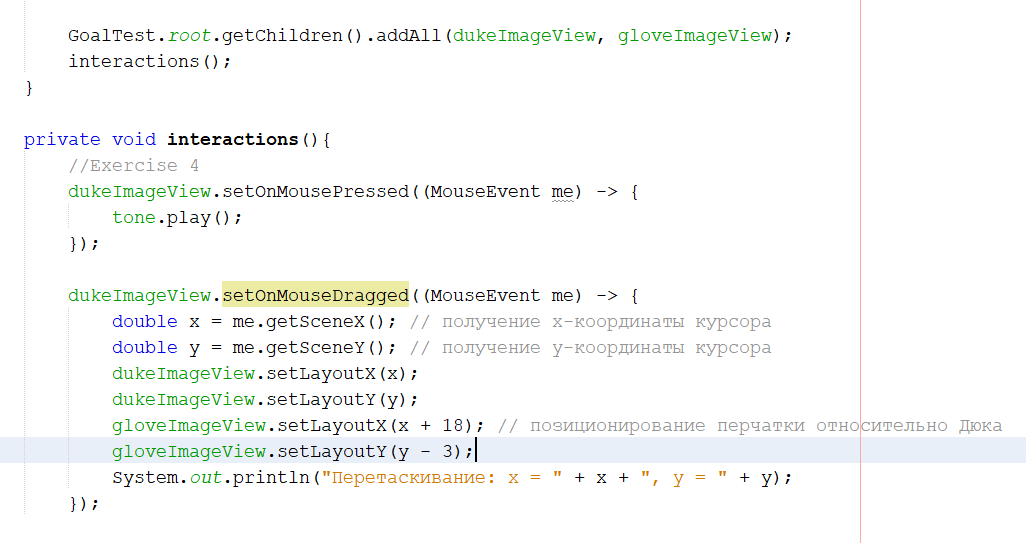 GoalTest.root.getChildren().addAll(dukeImageView, gloveImageView);
interactions();
}
private void interactions(){
//Exercise 4
dukeImageView.setOnMousePressed((MouseEvent me) -> {
tone.play();
});
dukeImageView.setOnMouseDragged((MouseEvent me) -> {
double x = me.getSceneX(); // получение x-координаты курсора
double y = me.getSceneY(); // получение y-координаты курсора
dukeImageView.setLayoutX(x);
dukeImageView.setLayoutY(y);
gloveImageView.setLayoutX(x + 18); // позиционирование перчатки относительно Дюка
gloveImageView.setLayoutY(y - 3);
System.out.println("Перетаскивание: x = " + x + ", y = " + y);
});